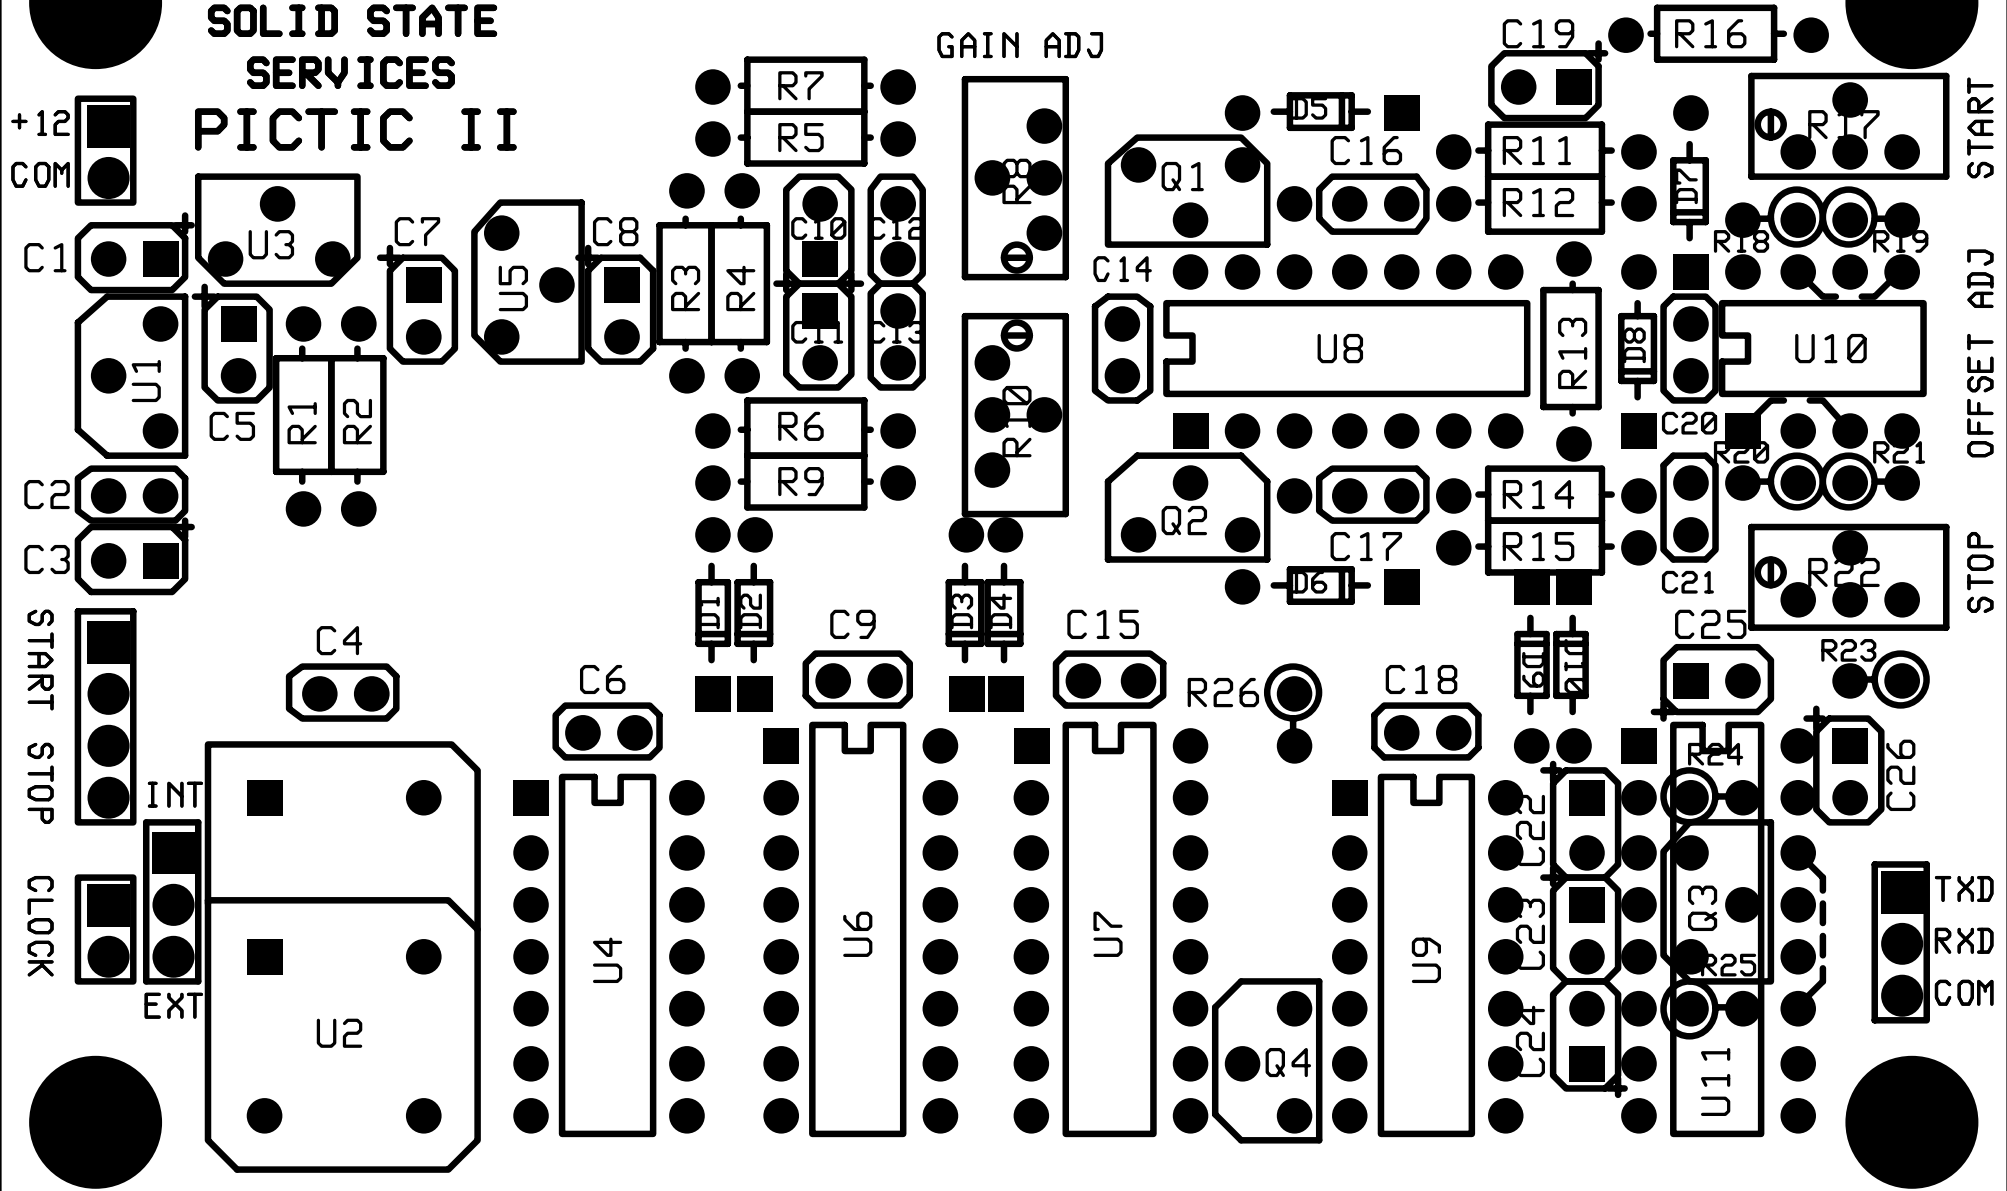 SOLID STATE
SERVICES
PICTIC II
+12
COM
GAIN ADJ
C19
R16
R7
R5
D5
R11
R12
C16
Q1
R8
D7
R17
START
C1
U3
C7
U5
C8
R3
R4
C10
C12
C11
C13
C14
R18
R19
U1
C5
R1
R2
R10
U8
R13
D8
U10
OFFSET ADJ
C20
R20
R21
R6
R9
C2
C3
Q2
C17
D6
R14
R15
C21
R22
STOP
D1
D2
D3
D4
START
STOP
C4
C6
C9
C15
R26
C18
D9
D10
C25
R23
R24
C26
INT
EXT
CLOCK
U2
U4
U6
U7
Q4
U9
C22
C23
C24
Q3
R25
U11
TXD
RXD
COM